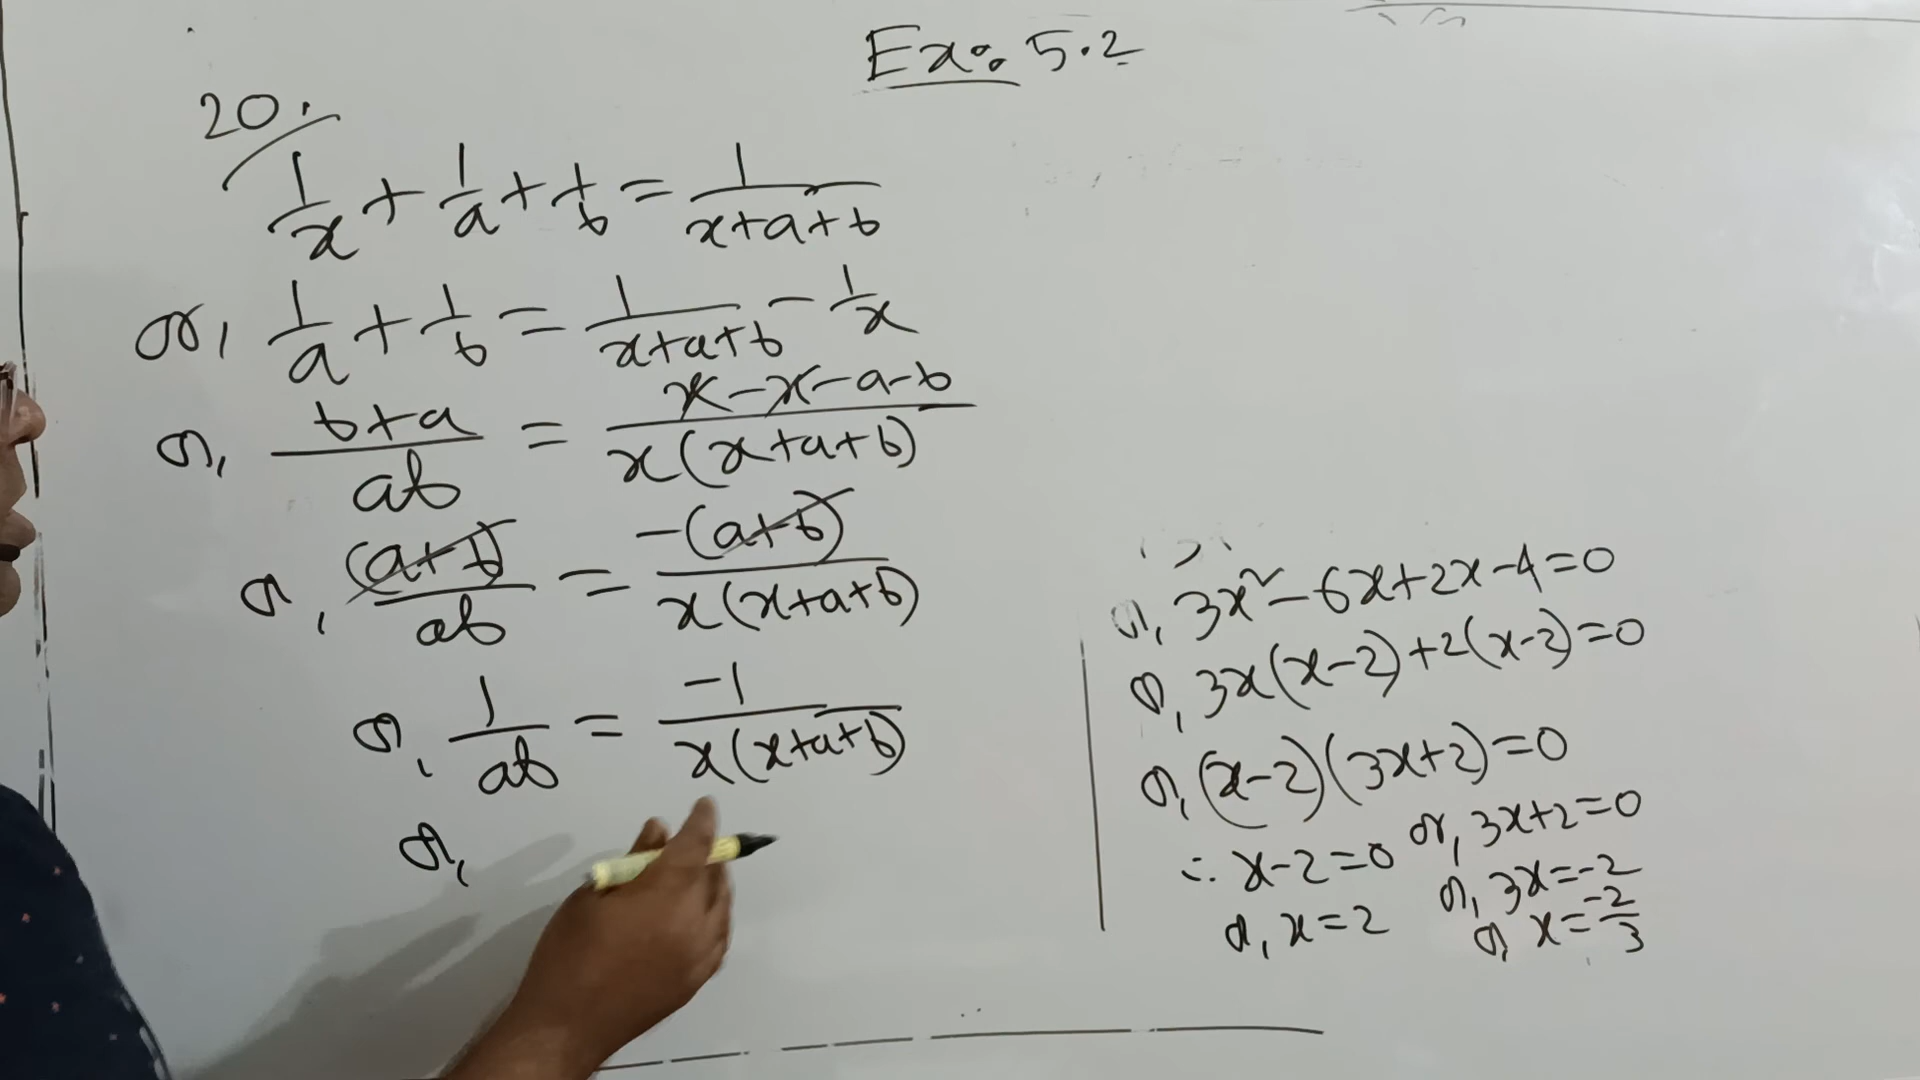 Ex: 5.2
20.
1/x + 1/a + 1/b = 1/(x+a+b)
or, 1/a + 1/b = 1/(x+a+b) - 1/x
or, (b+a)/ab = (x-x-a-b)/(x(x+a+b))
or, (a+b)/ab = -(a+b)/(x(x+a+b))
or, 1/ab = -1/(x(x+a+b))
or,
or, 3x²-6x+2x-4=0
or, 3x(x-2)+2(x-2)=0
or, (x-2)(3x+2)=0
∴ x-2=0 or, 3x+2=0
or, x=2 or, 3x=-2
or, x=-2/3